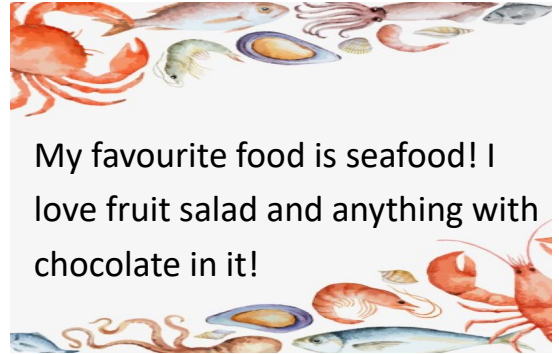 My favourite food is seafood! I
love fruit salad and anything with
chocolate in it!